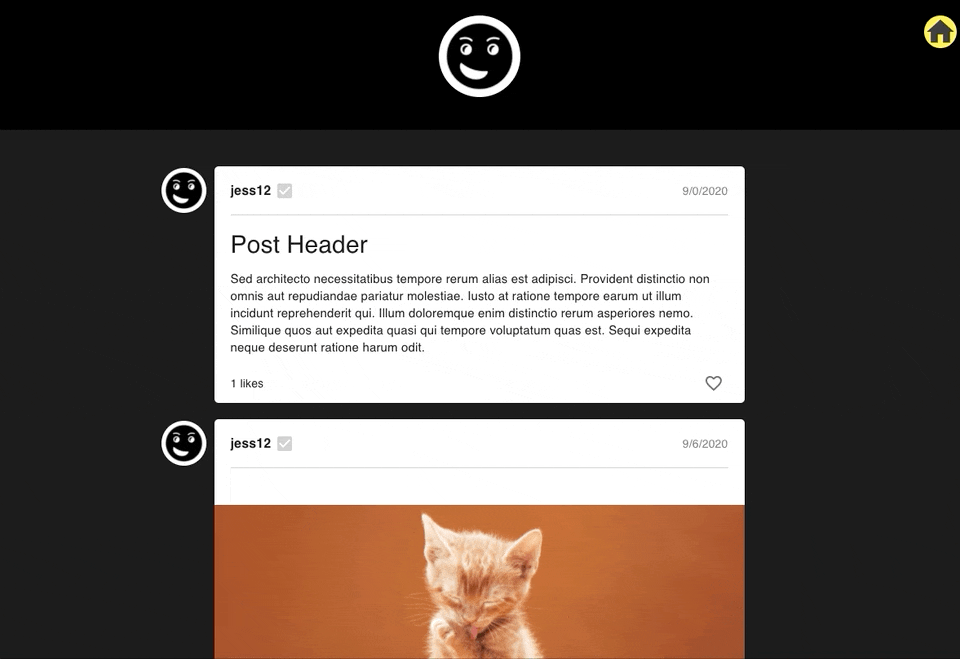 jess12
9/0/2020
Post Header
Sed architecto necessitatibus tempore rerum alias est adipisci. Provident distinctio non
omnis aut repudiandae pariatur molestiae. Iusto at ratione tempore earum ut illum
incidunt reprehenderit qui. Illum doloremque enim distinctio rerum asperiores nemo.
Similique quos aut expedita quasi qui tempore voluptatum quas est. Sequi expedita
neque deserunt ratione harum odit.
1 likes
jess12
9/6/2020